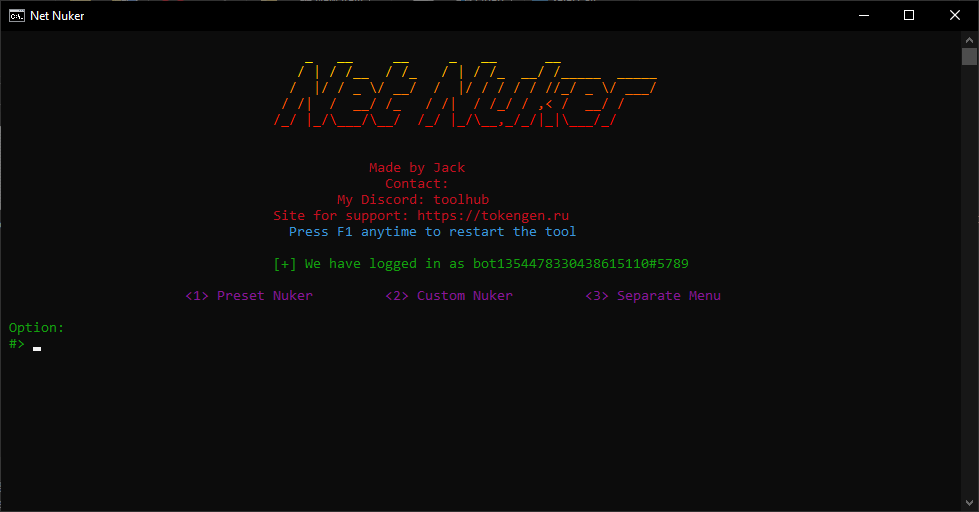 Net Nuker
Net Nuker
Made by Jack
Contact:
My Discord: toolhub
Site for support: https://tokengen.ru
Press F1 anytime to restart the tool
[+] We have logged in as bot1354478330438615110#5789
<1> Preset Nuker <2> Custom Nuker <3> Separate Menu
Option:
#>